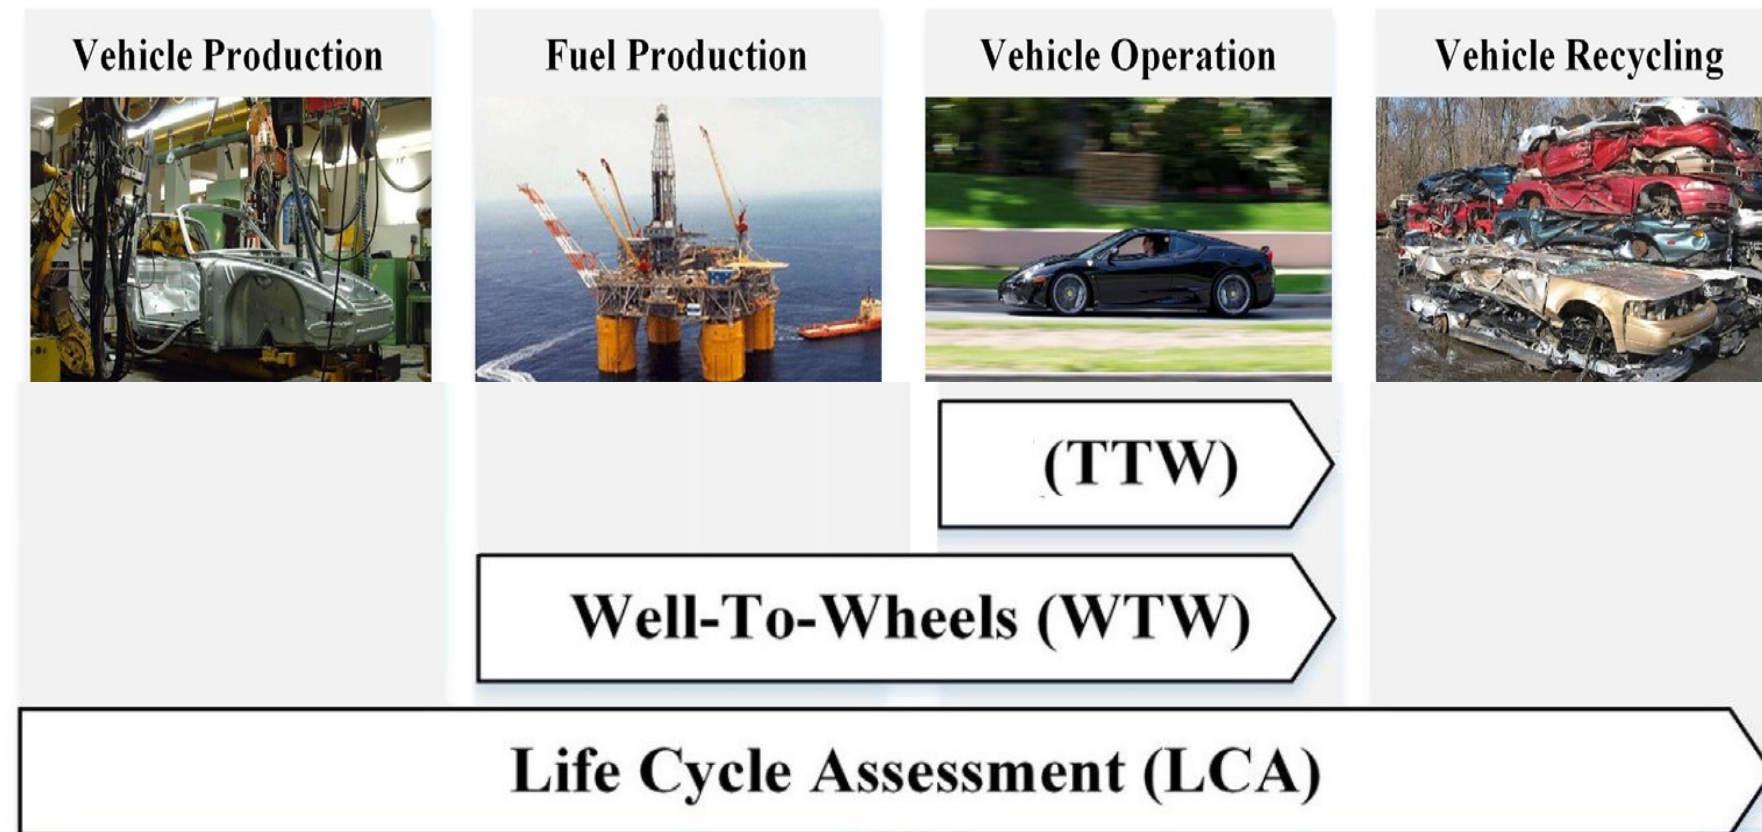 Vehicle Production
Fuel Production
Vehicle Operation
Vehicle Recycling
(TTW)
Well-To-Wheels (WTW)
Life Cycle Assessment (LCA)